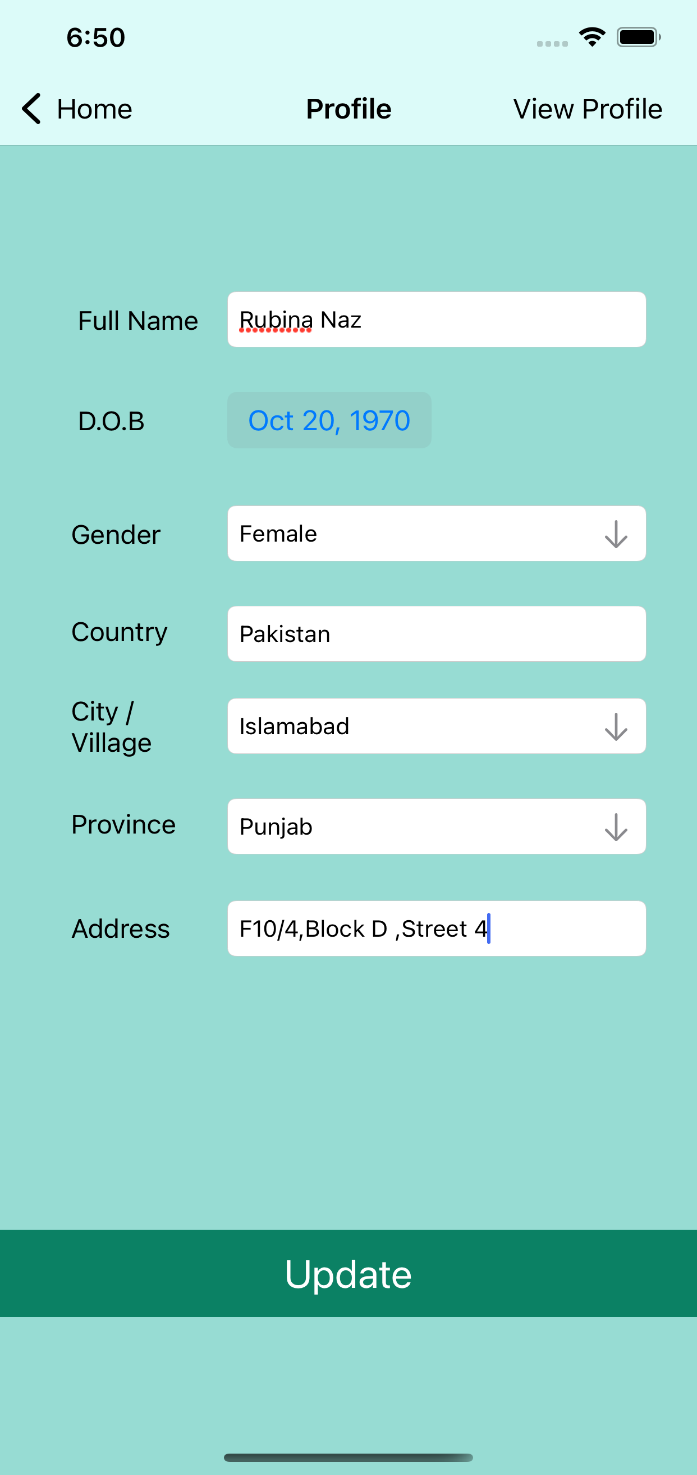 6:50
Home Profile View Profile
Full Name Rubina Naz
D.O.B Oct 20, 1970
Gender Female
Country Pakistan
City /
Village Islamabad
Province Punjab
Address F10/4,Block D ,Street 4
Update